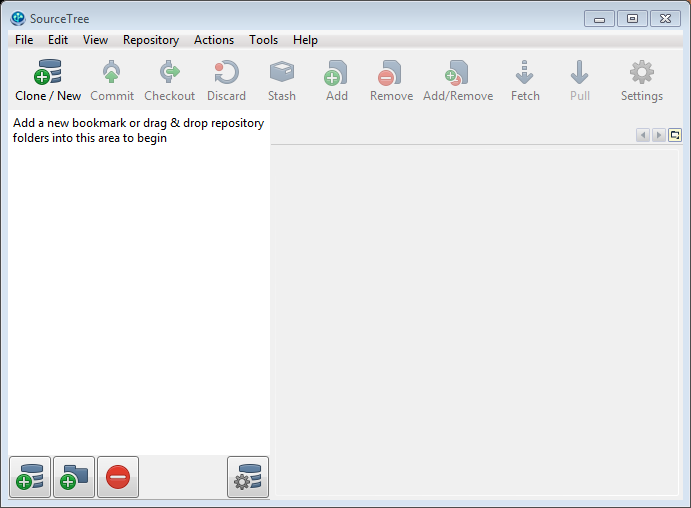 SourceTree
File Edit View Repository Actions Tools Help
Clone / New Commit Checkout Discard Stash Add Remove Add/Remove Fetch Pull Settings
Add a new bookmark or drag & drop repository
folders into this area to begin